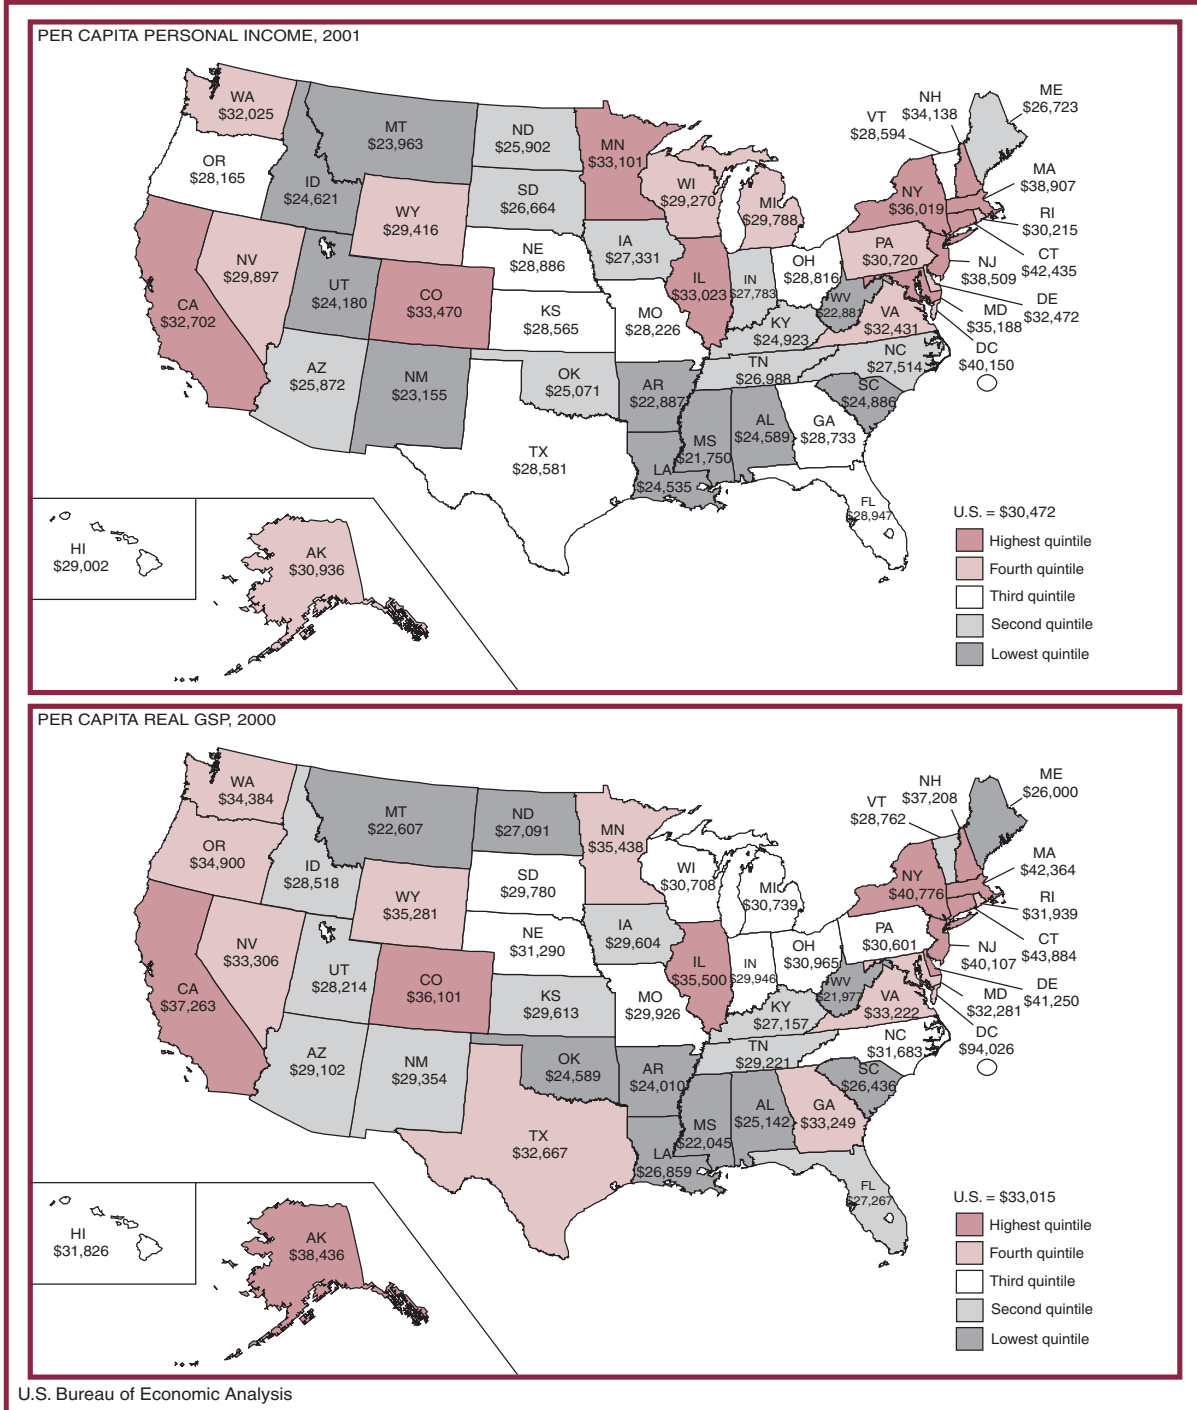 PER CAPITA PERSONAL INCOME, 2001
WA
$32,025
OR
$28,165
CA
$32,702
NV
$29,897
ID
$24,621
MT
$23,963
WY
$29,416
UT
$24,180
CO
$33,470
AZ
$25,872
NM
$23,155
ND
$25,902
SD
$26,664
NE
$28,886
KS
$28,565
OK
$25,071
TX
$28,581
MN
$33,101
IA
$27,331
MO
$28,226
AR
$22,887
LA
$24,535
WI
$29,270
IL
$33,023
MI
$29,788
IN
$27,783
OH
$28,816
KY
$24,923
TN
$26,988
MS
$21,750
AL
$24,589
GA
$28,733
FL
$28,947
SC
$24,886
NC
$27,514
VA
$32,431
WV
$22,881
PA
$30,720
NY
$36,019
VT
$28,594
NH
$34,138
ME
$26,723
MA
$38,907
RI
$30,215
CT
$42,435
NJ
$38,509
DE
$32,472
MD
$35,188
DC
$40,150
HI
$29,002
AK
$30,936
U.S. = $30,472
Highest quintile
Fourth quintile
Third quintile
Second quintile
Lowest quintile
PER CAPITA REAL GSP, 2000
WA
$34,384
OR
$34,900
CA
$37,263
NV
$33,306
ID
$28,518
MT
$22,607
WY
$35,281
UT
$28,214
CO
$36,101
AZ
$29,102
NM
$29,354
ND
$27,091
SD
$29,780
NE
$31,290
KS
$29,613
OK
$24,589
TX
$32,667
MN
$35,438
IA
$29,604
MO
$29,926
AR
$24,010
LA
$26,859
WI
$30,708
IL
$35,500
MI
$30,739
IN
$29,946
OH
$30,965
KY
$27,157
TN
$29,221
MS
$22,045
AL
$25,142
GA
$33,249
FL
$27,267
SC
$26,436
NC
$31,683
VA
$33,222
WV
$21,977
PA
$30,601
NY
$40,776
VT
$28,762
NH
$37,208
ME
$26,000
MA
$42,364
RI
$31,939
CT
$43,884
NJ
$40,107
DE
$41,250
MD
$32,281
DC
$94,026
HI
$31,826
AK
$38,436
U.S. = $33,015
Highest quintile
Fourth quintile
Third quintile
Second quintile
Lowest quintile
U.S. Bureau of Economic Analysis